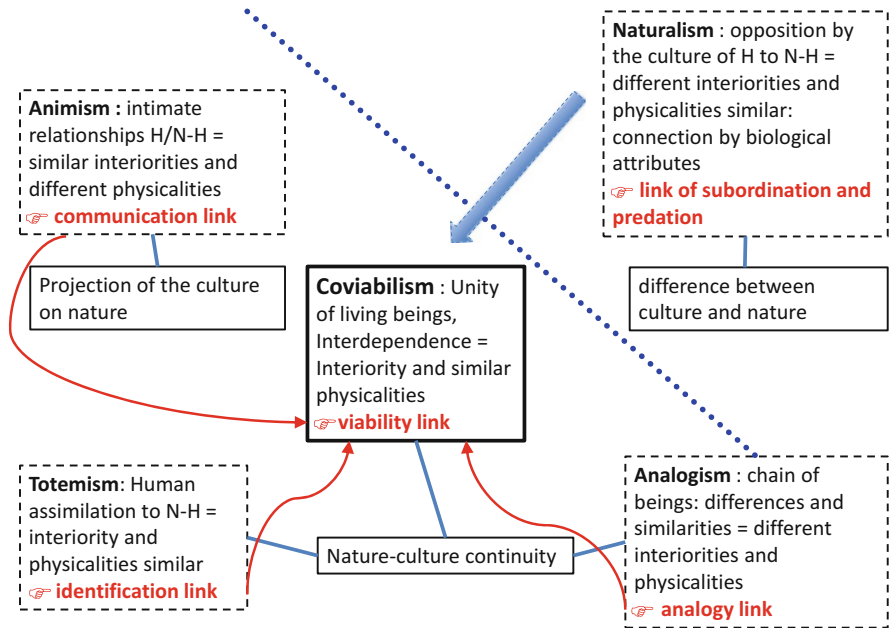 Naturalism : opposition by
the culture of H to N-H =
different interiorities and
physicalities similar:
connection by biological
attributes
☞ link of subordination and
predation
Animism : intimate
relationships H/N-H =
similar interiorities and
different physicalities
☞ communication link
Projection of the culture
on nature
difference between
culture and nature
Coviabilism : Unity
of living beings,
Interdependence =
Interiority and similar
physicalities
☞ viability link
Totemism: Human
assimilation to N-H =
interiority and
physicalities similar
☞ identification link
Nature-culture continuity
Analogism : chain of
beings: differences and
similarities = different
interiorities and
physicalities
☞ analogy link